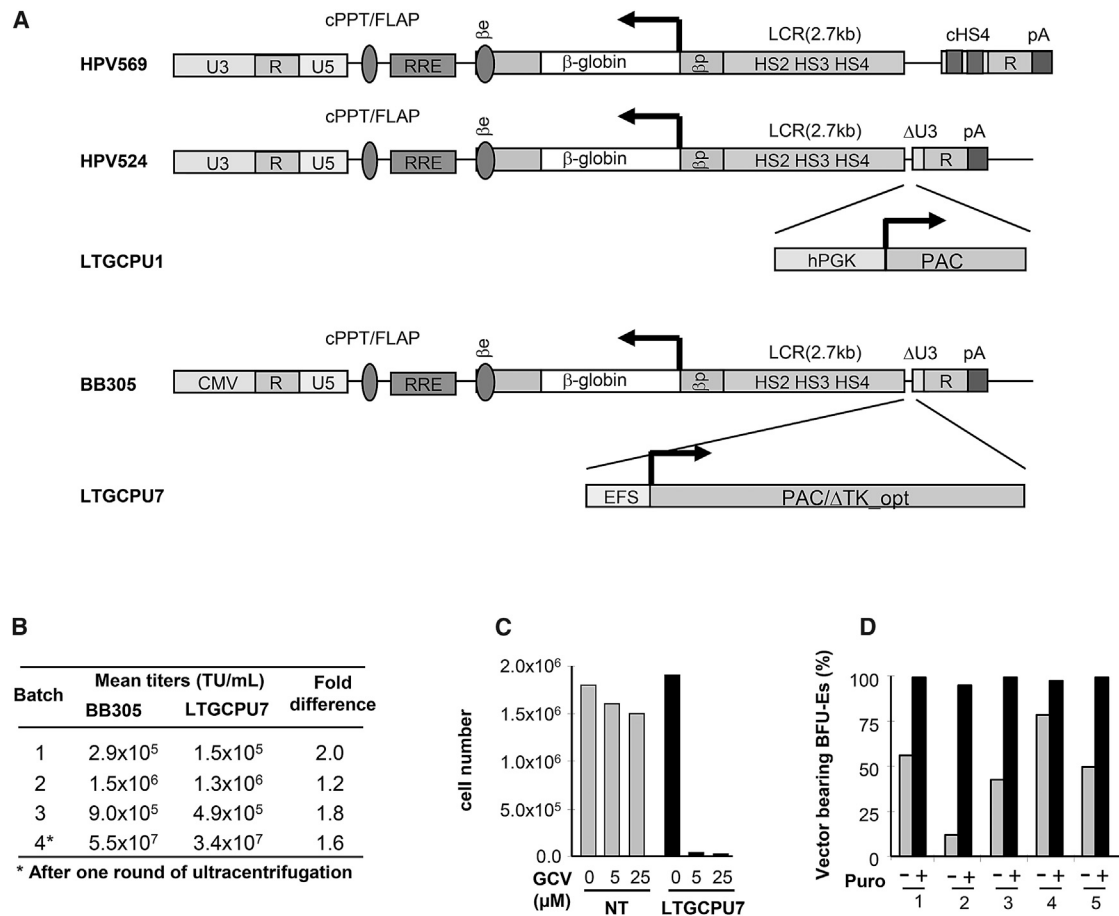 A
cPPT/FLAP
βe
LCR(2.7kb)
cHS4
pA
HPV569
U3
R
U5
RRE
β-globin
βp
HS2 HS3 HS4
R
cPPT/FLAP
βe
LCR(2.7kb)
ΔU3
pA
HPV524
U3
R
U5
RRE
β-globin
βp
HS2 HS3 HS4
R
LTGCPU1
hPGK
PAC
cPPT/FLAP
βe
LCR(2.7kb)
ΔU3
pA
BB305
CMV
R
U5
RRE
β-globin
βp
HS2 HS3 HS4
R
LTGCPU7
EFS
PAC/ΔTK_opt
B
Batch Mean titers (TU/mL) Fold difference
BB305 LTGCPU7
1 2.9x10⁵ 1.5x10⁵ 2.0
2 1.5x10⁶ 1.3x10⁶ 1.2
3 9.0x10⁵ 4.9x10⁵ 1.8
4* 5.5x10⁷ 3.4x10⁷ 1.6
* After one round of ultracentrifugation
C
cell number
2.0x10⁶
1.5x10⁶
1.0x10⁶
5.0x10⁵
0.0
GCV 0 5 25 0 5 25
(µM) NT LTGCPU7
D
Vector bearing BFU-Es (%)
100
75
50
25
0
Puro - + - + - + - + - +
1 2 3 4 5